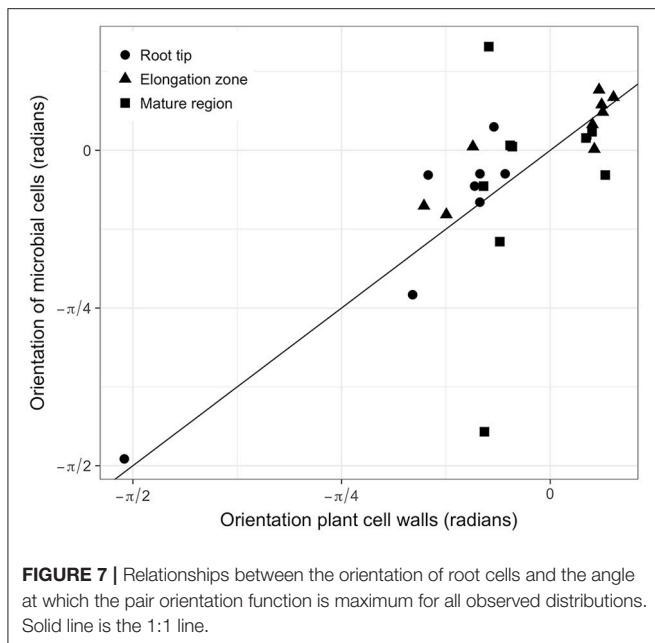 Root tip
Elongation zone
Mature region
Orientation of microbial cells (radians)
0
−π/4
−π/2
−π/2
−π/4
0
Orientation plant cell walls (radians)
FIGURE 7 | Relationships between the orientation of root cells and the angle
at which the pair orientation function is maximum for all observed distributions.
Solid line is the 1:1 line.